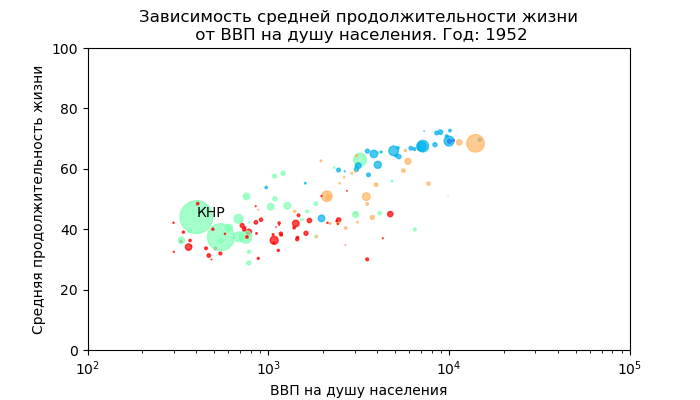 Зависимость средней продолжительности жизни
от ВВП на душу населения. Год: 1952
Средняя продолжительность жизни
100
80
60
40
20
0
КНР
10²
10³
10⁴
10⁵
ВВП на душу населения